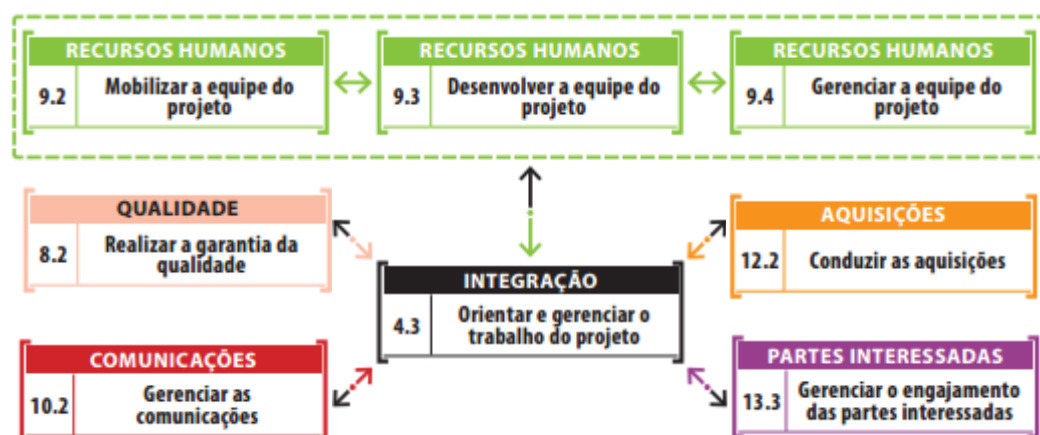 RECURSOS HUMANOS
9.2
Mobilizar a equipe do
projeto
RECURSOS HUMANOS
9.3
Desenvolver a equipe do
projeto
RECURSOS HUMANOS
9.4
Gerenciar a equipe do
projeto
QUALIDADE
8.2
Realizar a garantia da
qualidade
AQUISIÇÕES
12.2
Conduzir as aquisições
INTEGRAÇÃO
4.3
Orientar e gerenciar o
trabalho do projeto
COMUNICAÇÕES
10.2
Gerenciar as
comunicações
PARTES INTERESSADAS
13.3
Gerenciar o engajamento
das partes interessadas